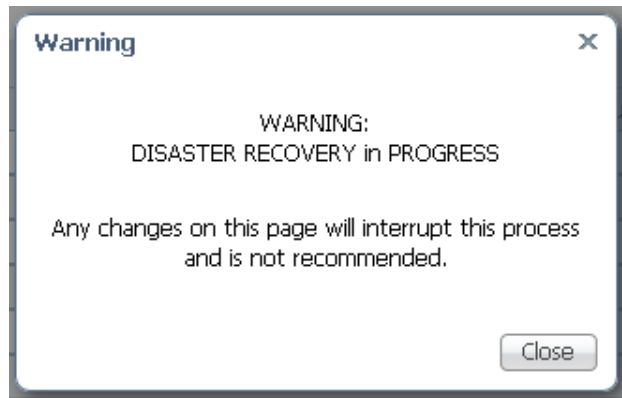 Warning
WARNING:
DISASTER RECOVERY in PROGRESS
Any changes on this page will interrupt this process
and is not recommended.
Close